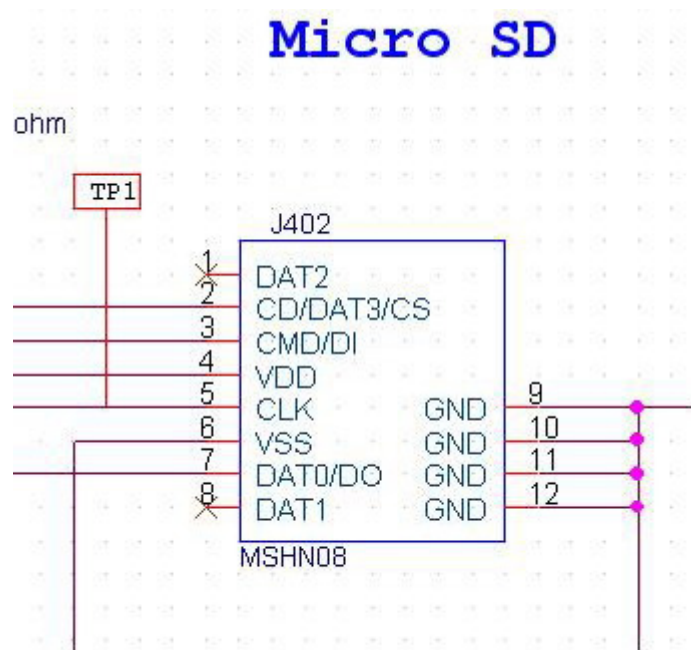 Micro SD
ohm
TP1
J402
1 DAT2
2 CD/DAT3/CS
3 CMD/DI
4 VDD
5 CLK GND 9
6 VSS GND 10
7 DAT0/DO GND 11
8 DAT1 GND 12
MSHN08